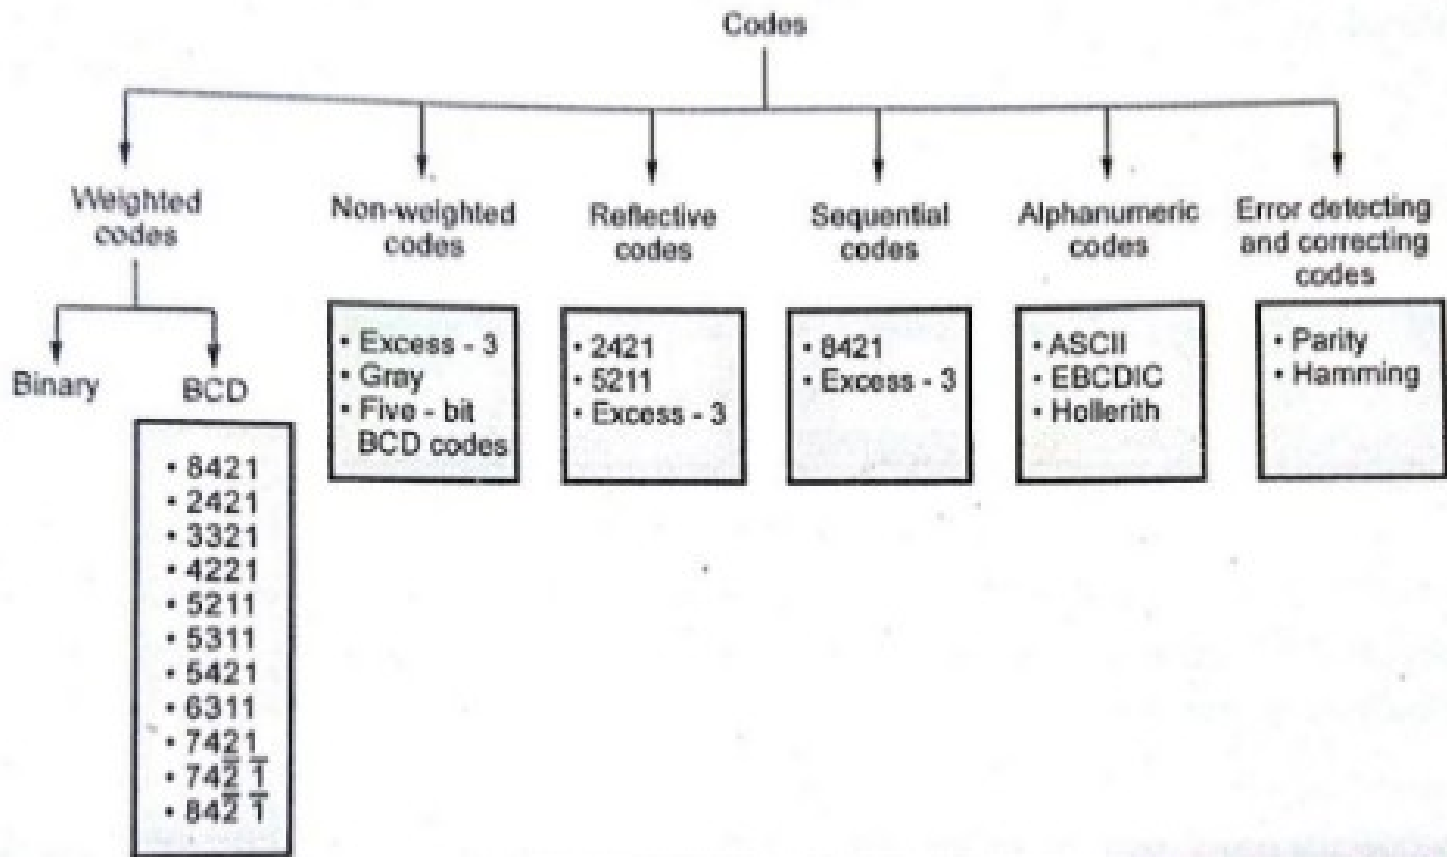 Codes
Weighted
codes
Non-weighted
codes
Reflective
codes
Sequential
codes
Alphanumeric
codes
Error detecting
and correcting
codes
Binary
BCD
• 8421
• 2421
• 3321
• 4221
• 5211
• 5311
• 5421
• 6311
• 7421
• 742̅ 1̅
• 842̅ 1̅
• Excess - 3
• Gray
• Five - bit
BCD codes
• 2421
• 5211
• Excess - 3
• 8421
• Excess - 3
• ASCII
• EBCDIC
• Hollerith
• Parity
• Hamming